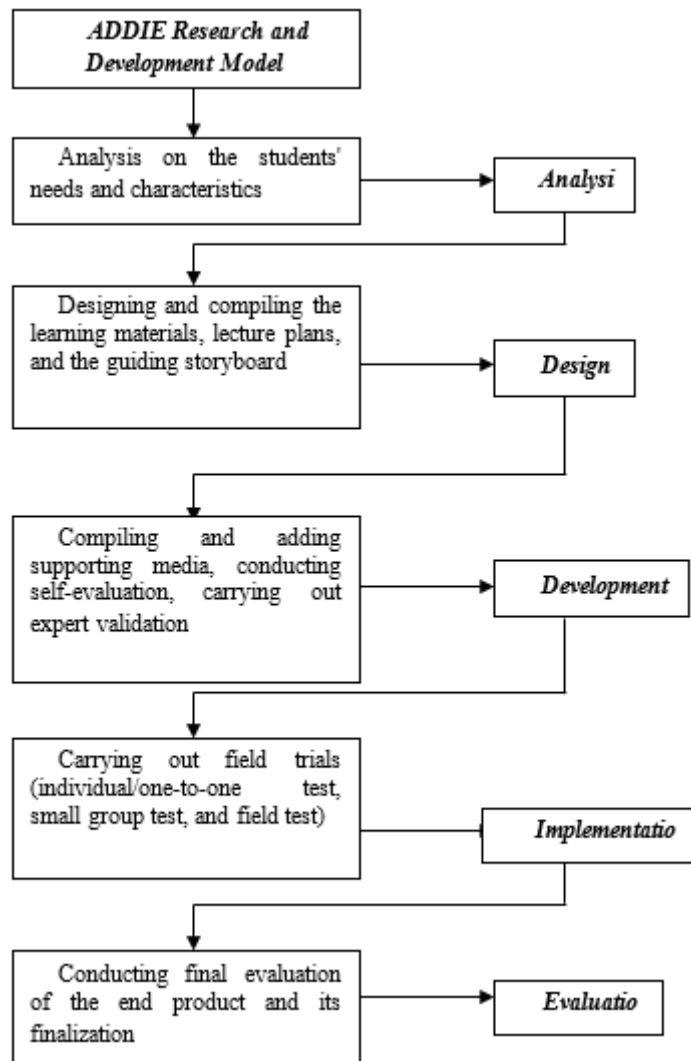 ADDIE Research and
Development Model
Analysis on the students'
needs and characteristics
Analysi
Designing and compiling the
learning materials, lecture plans,
and the guiding storyboard
Design
Compiling and adding
supporting media, conducting
self-evaluation, carrying out
expert validation
Development
Carrying out field trials
(individual/one-to-one test,
small group test, and field test)
Implementatio
Conducting final evaluation
of the end product and its
finalization
Evaluatio